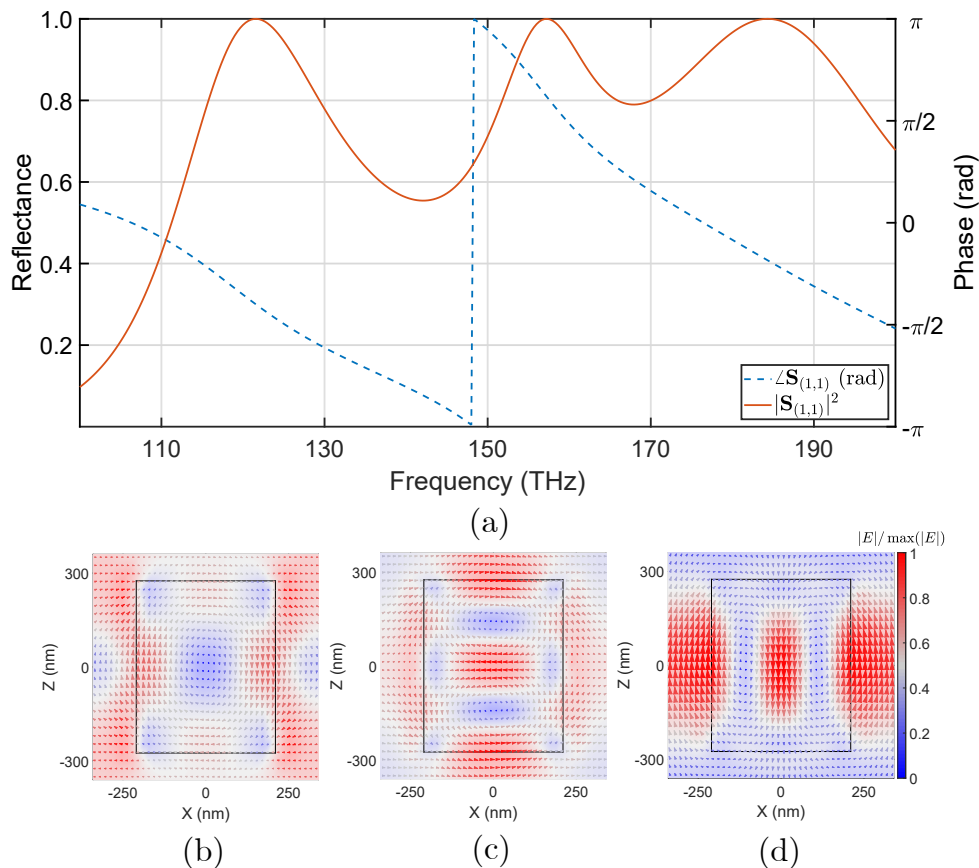 1.0
0.8
0.6
0.4
0.2
Reflectance
π
π/2
0
-π/2
-π
Phase (rad)
∠S(1,1) (rad)
|S(1,1)|²
110 130 150 170 190
Frequency (THz)
(a)
|E|/ max(|E|)
300
0
-300
Z (nm)
-250 0 250
X (nm)
(b)
300
0
-300
Z (nm)
-250 0 250
X (nm)
(c)
300
0
-300
Z (nm)
-250 0 250
X (nm)
(d)
1
0.8
0.6
0.4
0.2
0